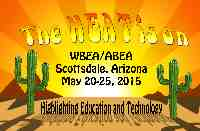 The HEAT is on
WBEA/ABEA
Scottsdale, Arizona
May 20-25, 2015
Highlighting Education and Technology